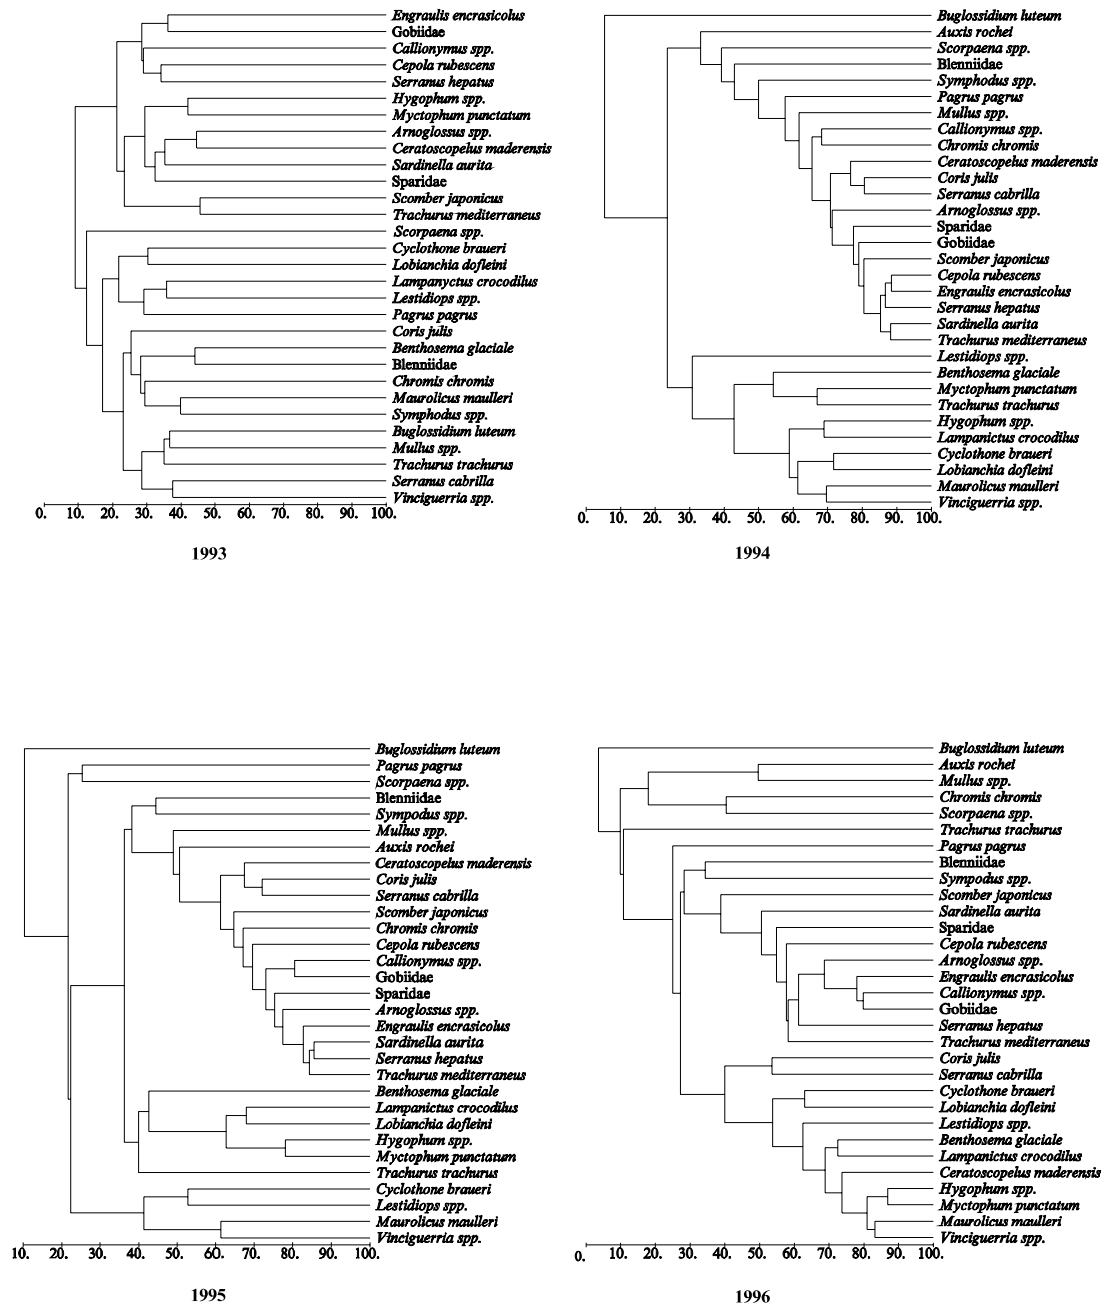 Engraulis encrasicolus
Gobiidae
Callionymus spp.
Cepola rubescens
Serranus hepatus
Hygophum spp.
Myctophum punctatum
Arnoglossus spp.
Ceratoscopelus maderensis
Sardinella aurita
Sparidae
Scomber japonicus
Trachurus mediterraneus
Scorpaena spp.
Cyclothone braueri
Lobianchia dofleini
Lampanyctus crocodilus
Lestidiops spp.
Pagrus pagrus
Coris julis
Benthosema glaciale
Blenniidae
Chromis chromis
Maurolicus maulleri
Symphodus spp.
Buglossidium luteum
Mullus spp.
Trachurus trachurus
Serranus cabrilla
Vinciguerria spp.
0. 10. 20. 30. 40. 50. 60. 70. 80. 90. 100.
1993
Buglossidium luteum
Auxis rochei
Scorpaena spp.
Blenniidae
Symphodus spp.
Pagrus pagrus
Mullus spp.
Callionymus spp.
Chromis chromis
Ceratoscopelus maderensis
Coris julis
Serranus cabrilla
Arnoglossus spp.
Sparidae
Gobiidae
Scomber japonicus
Cepola rubescens
Engraulis encrasicolus
Serranus hepatus
Sardinella aurita
Trachurus mediterraneus
Lestidiops spp.
Benthosema glaciale
Myctophum punctatum
Trachurus trachurus
Hygophum spp.
Lampanictus crocodilus
Cyclothone braueri
Lobianchia dofleini
Maurolicus maulleri
Vinciguerria spp.
0. 10. 20. 30. 40. 50. 60. 70. 80. 90. 100.
1994
Buglossidium luteum
Pagrus pagrus
Scorpaena spp.
Blenniidae
Sympodus spp.
Mullus spp.
Auxis rochei
Ceratoscopelus maderensis
Coris julis
Serranus cabrilla
Scomber japonicus
Chromis chromis
Cepola rubescens
Callionymus spp.
Gobiidae
Sparidae
Arnoglossus spp.
Engraulis encrasicolus
Sardinella aurita
Serranus hepatus
Trachurus mediterraneus
Benthosema glaciale
Lampanictus crocodilus
Lobianchia dofleini
Hygophum spp.
Myctophum punctatum
Trachurus trachurus
Cyclothone braueri
Lestidiops spp.
Maurolicus maulleri
Vinciguerria spp.
10. 20. 30. 40. 50. 60. 70. 80. 90. 100.
1995
Buglossidium luteum
Auxis rochei
Mullus spp.
Chromis chromis
Scorpaena spp.
Trachurus trachurus
Pagrus pagrus
Blenniidae
Sympodus spp.
Scomber japonicus
Sardinella aurita
Sparidae
Cepola rubescens
Arnoglossus spp.
Engraulis encrasicolus
Callionymus spp.
Gobiidae
Serranus hepatus
Trachurus mediterraneus
Coris julis
Serranus cabrilla
Cyclothone braueri
Lobianchia dofleini
Lestidiops spp.
Benthosema glaciale
Lampanictus crocodilus
Ceratoscopelus maderensis
Hygophum spp.
Myctophum punctatum
Maurolicus maulleri
Vinciguerria spp.
0. 10. 20. 30. 40. 50. 60. 70. 80. 90. 100.
1996